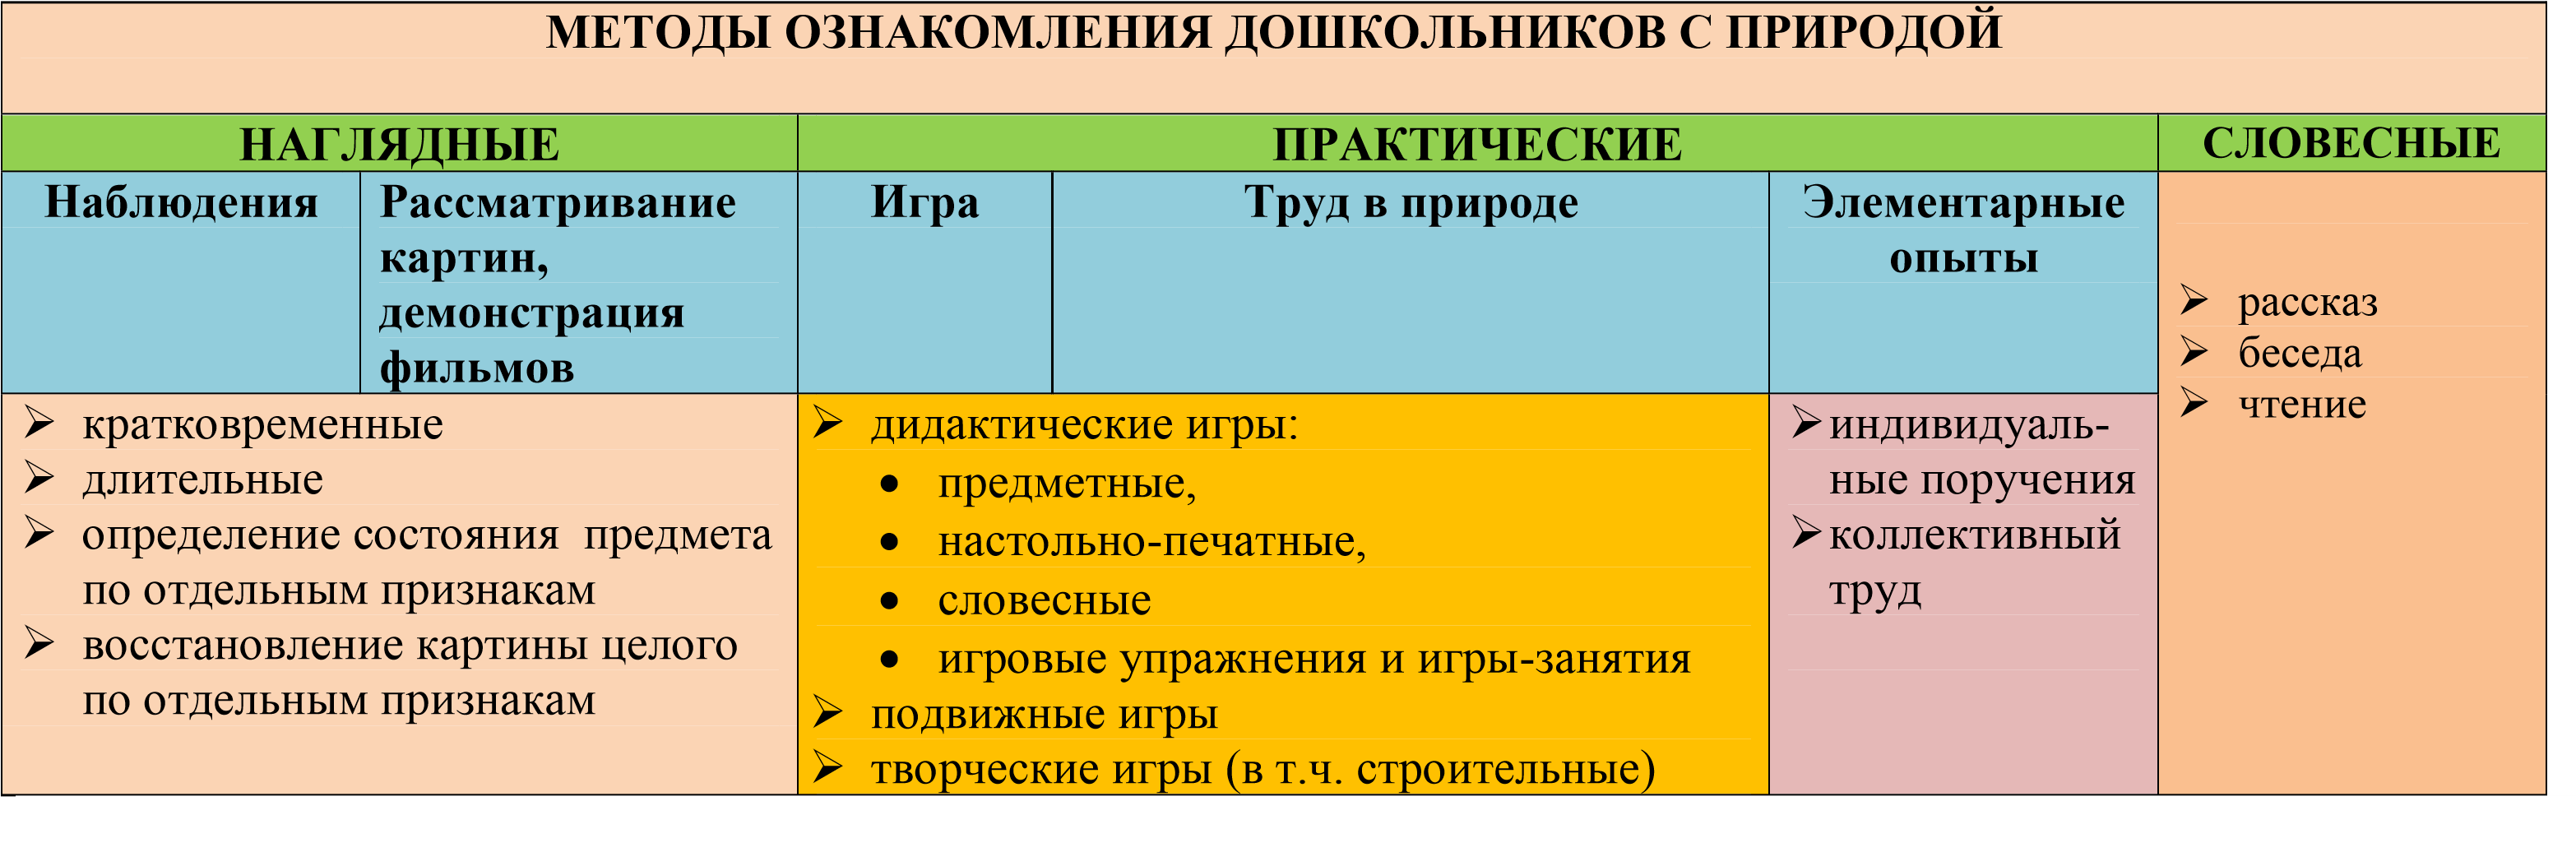 МЕТОДЫ ОЗНАКОМЛЕНИЯ ДОШКОЛЬНИКОВ С ПРИРОДОЙ
НАГЛЯДНЫЕ
ПРАКТИЧЕСКИЕ
СЛОВЕСНЫЕ
Наблюдения
Рассматривание
картин,
демонстрация
фильмов
Игра
Труд в природе
Элементарные
опыты
рассказ
беседа
чтение
кратковременные
длительные
определение состояния предмета
по отдельным признакам
восстановление картины целого
по отдельным признакам
дидактические игры:
предметные,
настольно-печатные,
словесные
игровые упражнения и игры-занятия
подвижные игры
творческие игры (в т.ч. строительные)
индивидуаль-
ные поручения
коллективный
труд